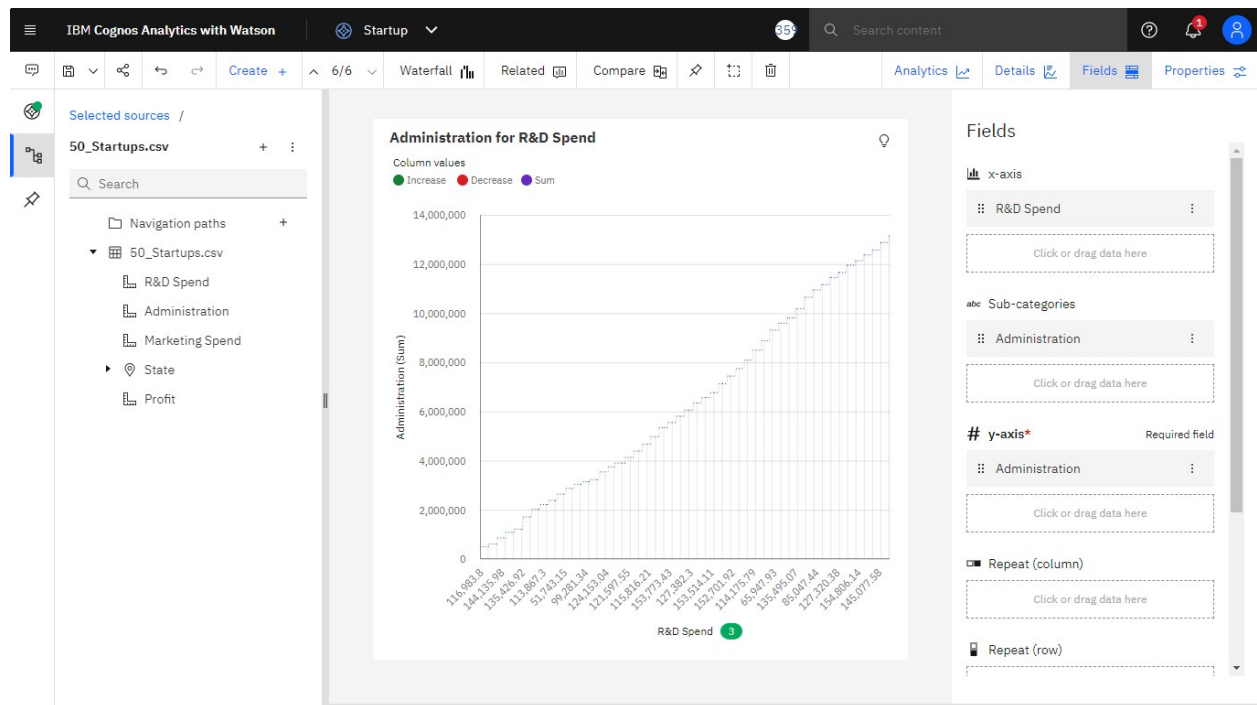 IBM Cognos Analytics with Watson
Startup
359
Search content
1
Create +
6/6
Waterfall
Related
Compare
Analytics
Details
Fields
Properties
Selected sources /
50_Startups.csv
Search
Navigation paths
50_Startups.csv
R&D Spend
Administration
Marketing Spend
State
Profit
Administration for R&D Spend
Column values
Increase Decrease Sum
Administration (Sum)
14,000,000
12,000,000
10,000,000
8,000,000
6,000,000
4,000,000
2,000,000
0
116,983.8
144,135.98
135,426.92
113,867.3
51,743.15
99,281.34
124,153.04
121,597.55
115,816.21
153,773.43
127,382.3
153,514.11
152,701.92
114,175.79
65,947.93
135,495.07
85,047.44
127,320.38
154,806.14
145,077.58
R&D Spend 3
Fields
x-axis
R&D Spend
Click or drag data here
abc Sub-categories
Administration
Click or drag data here
# y-axis* Required field
Administration
Click or drag data here
Repeat (column)
Click or drag data here
Repeat (row)